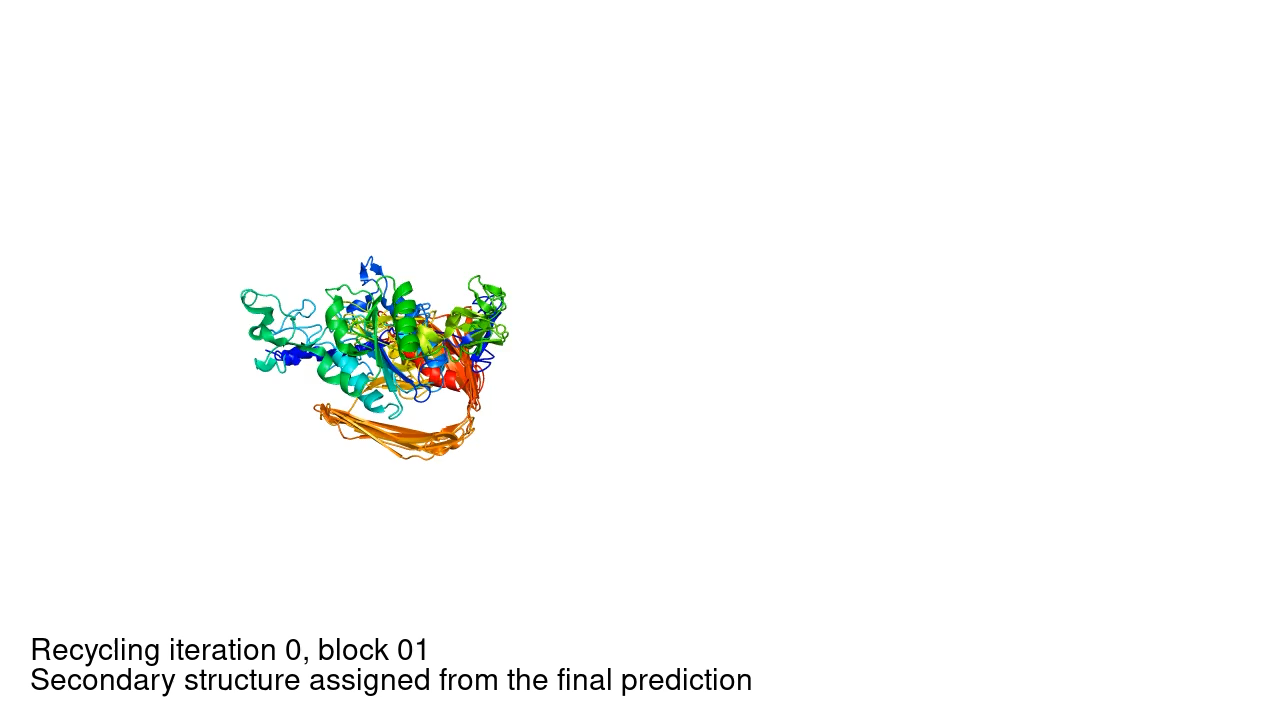 Recycling iteration 0, block 01
Secondary structure assigned from the final prediction